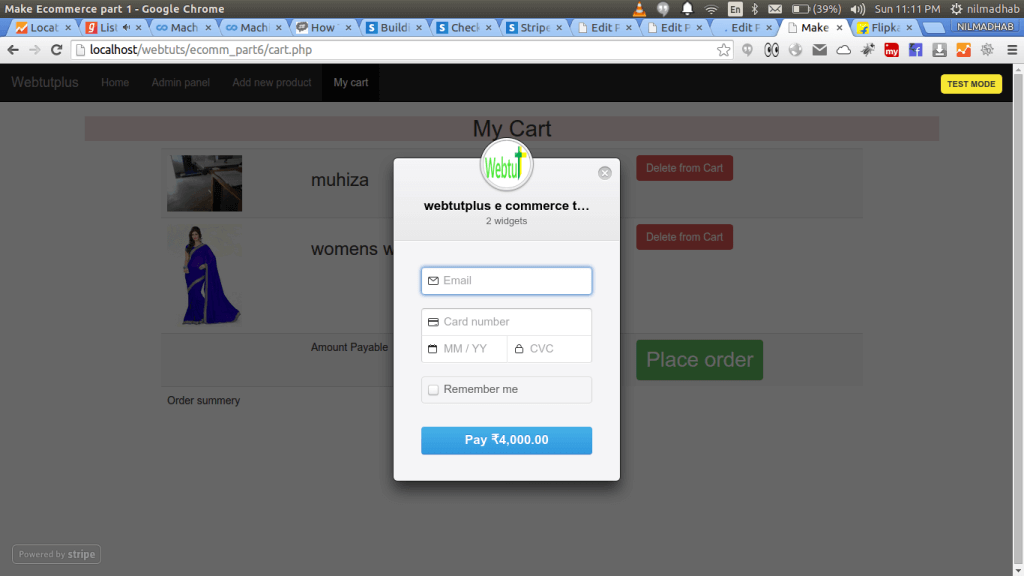 Make Ecommerce part 1 - Google Chrome
En
(39%)
Sun 11:11 PM
nilmadhab
Locat
List
Mach
Mach
How
Build
Check
Stripe
Edit F
Edit F
Edit F
Make
Flipka
NILMADHAB
localhost/webtuts/ecomm_part6/cart.php
my
Webtutplus
Home
Admin panel
Add new product
My cart
TEST MODE
My Cart
Webtut
muhiza
Delete from Cart
webtutplus e commerce t…
2 widgets
womens w
Delete from Cart
Email
Card number
MM / YY
CVC
Amount Payable
Place order
Remember me
Order summery
Pay ₹4,000.00
Powered by stripe